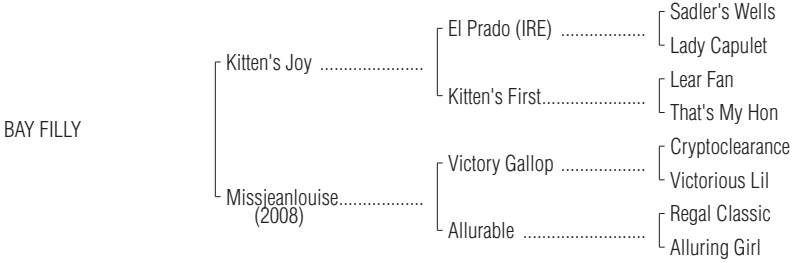 Sadler's Wells
El Prado (IRE) ..................
Lady Capulet
Kitten's Joy ......................
Lear Fan
Kitten's First......................
That's My Hon
BAY FILLY
Cryptoclearance
Victory Gallop ..................
Victorious Lil
Missjeanlouise..................
(2008)
Regal Classic
Allurable ..........................
Alluring Girl